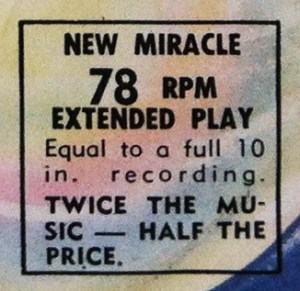 NEW MIRACLE
78 RPM
EXTENDED PLAY
Equal to a full 10
in. recording.
TWICE THE MU-
SIC — HALF THE
PRICE.